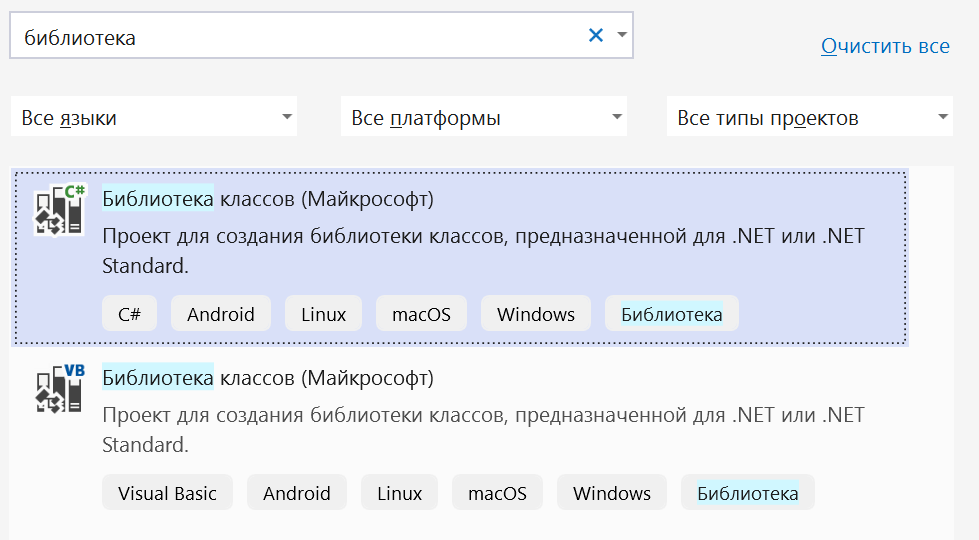 библиотека
Очистить все
Все языки
Все платформы
Все типы проектов
C#
Библиотека классов (Майкрософт)
Проект для создания библиотеки классов, предназначенной для .NET или .NET
Standard.
C# Android Linux macOS Windows Библиотека
VB
Библиотека классов (Майкрософт)
Проект для создания библиотеки классов, предназначенной для .NET или .NET
Standard.
Visual Basic Android Linux macOS Windows Библиотека